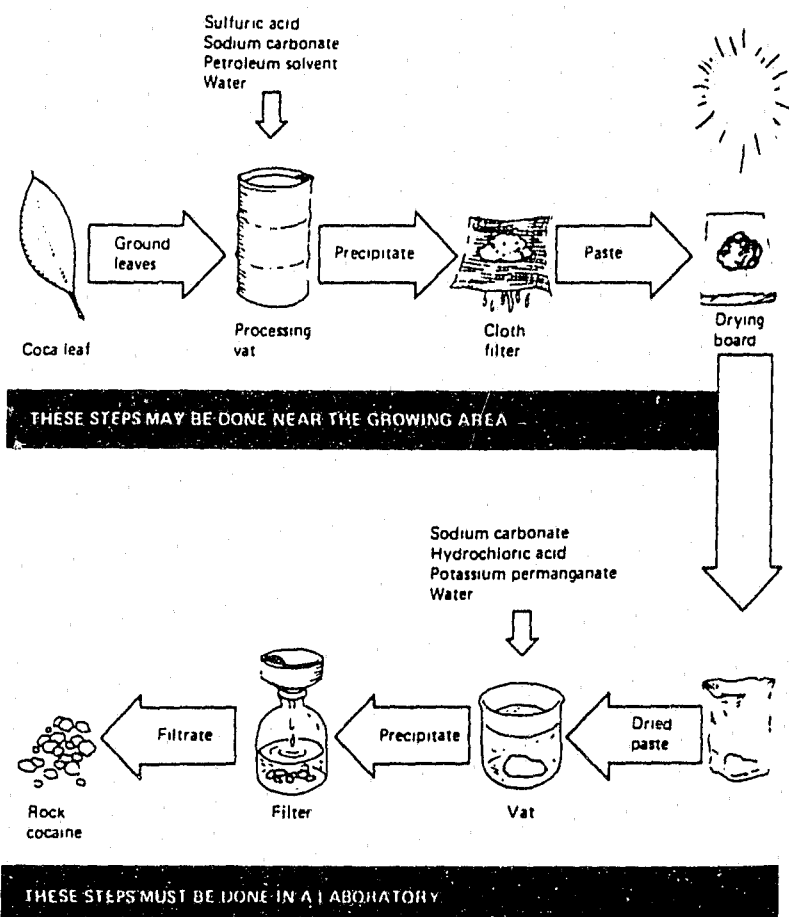 Sulfuric acid
Sodium carbonate
Petroleum solvent
Water
Ground
leaves
Precipitate
Paste
Coca leaf
Processing
vat
Cloth
filter
Drying
board
THESE STEPS MAY BE DONE NEAR THE GROWING AREA
Sodium carbonate
Hydrochloric acid
Potassium permanganate
Water
Filtrate
Precipitate
Dried
paste
Rock
cocaine
Filter
Vat
THESE STEPS MUST BE DONE IN A LABORATORY